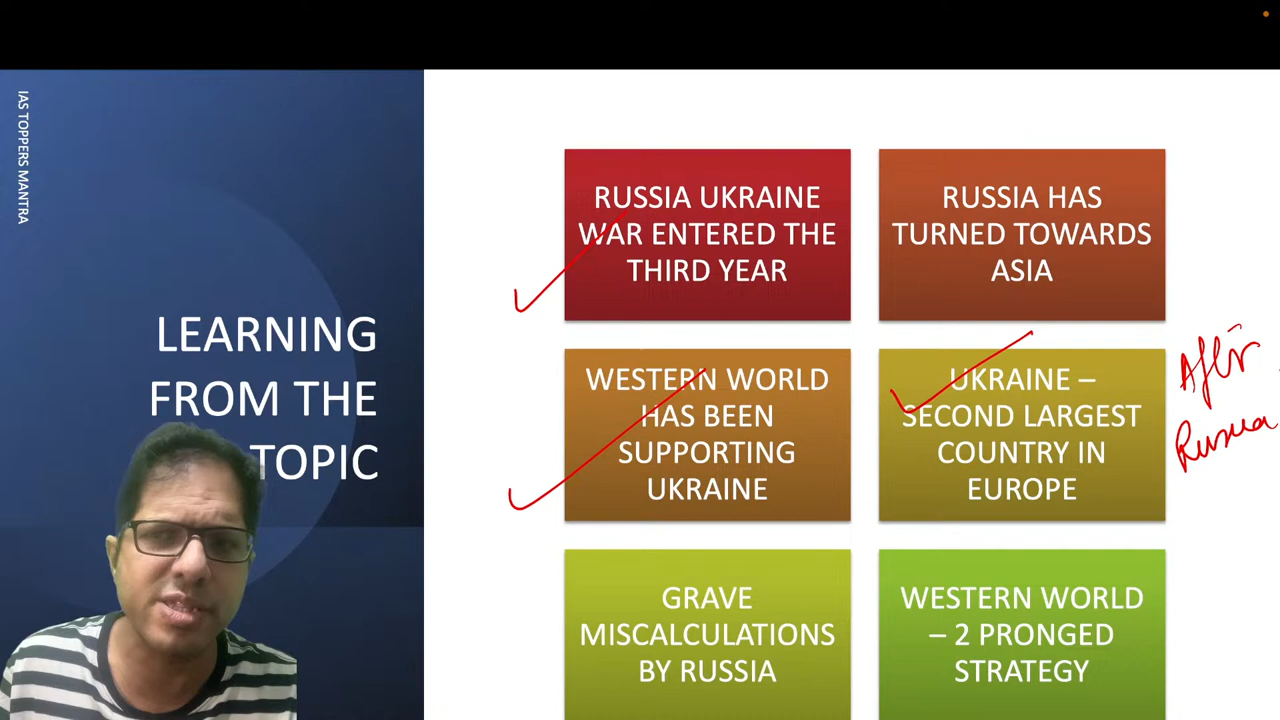 IAS TOPPERS MANTRA
LEARNING
FROM THE
TOPIC
RUSSIA UKRAINE
WAR ENTERED THE
THIRD YEAR
RUSSIA HAS
TURNED TOWARDS
ASIA
WESTERN WORLD
HAS BEEN
SUPPORTING
UKRAINE
UKRAINE –
SECOND LARGEST
COUNTRY IN
EUROPE
After
Russia
GRAVE
MISCALCULATIONS
BY RUSSIA
WESTERN WORLD
– 2 PRONGED
STRATEGY